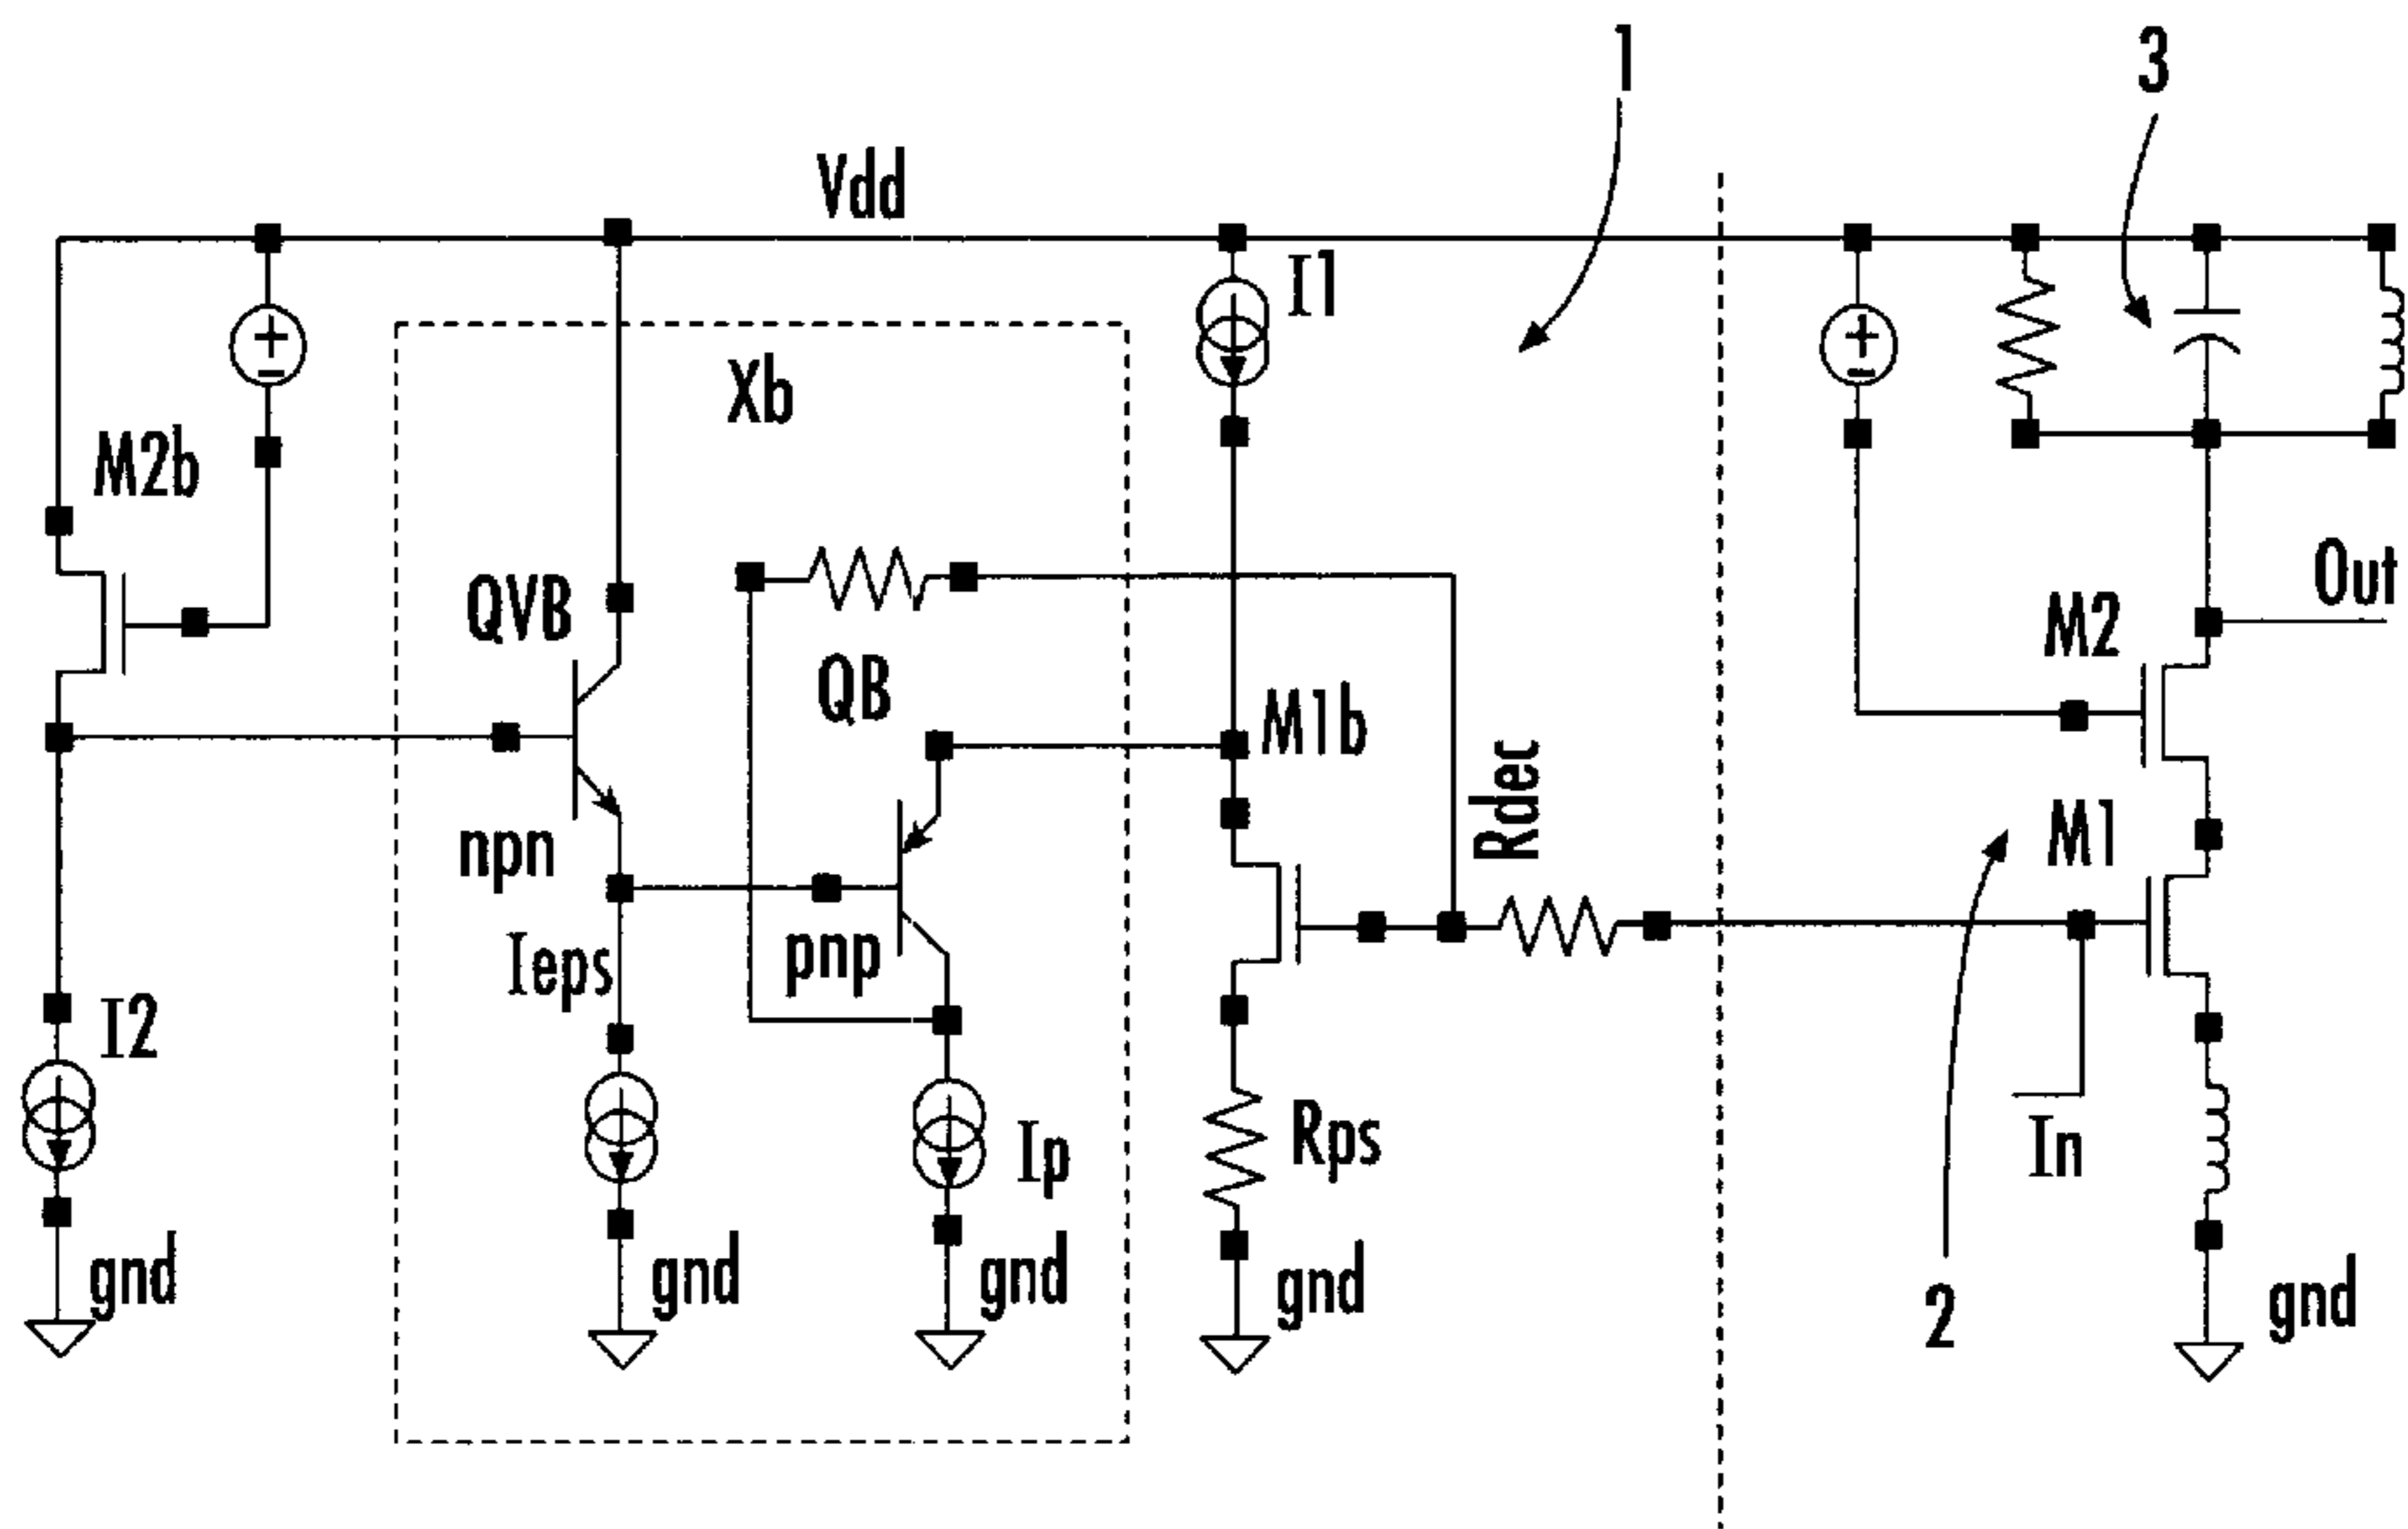 1
3
Vdd
I1
Xb
M2b
Out
QVB
M2
QB
M1b
Rdec
M1
npn
pnp
Ieps
I2
Ip
Rps
In
gnd
gnd
gnd
gnd
gnd
2